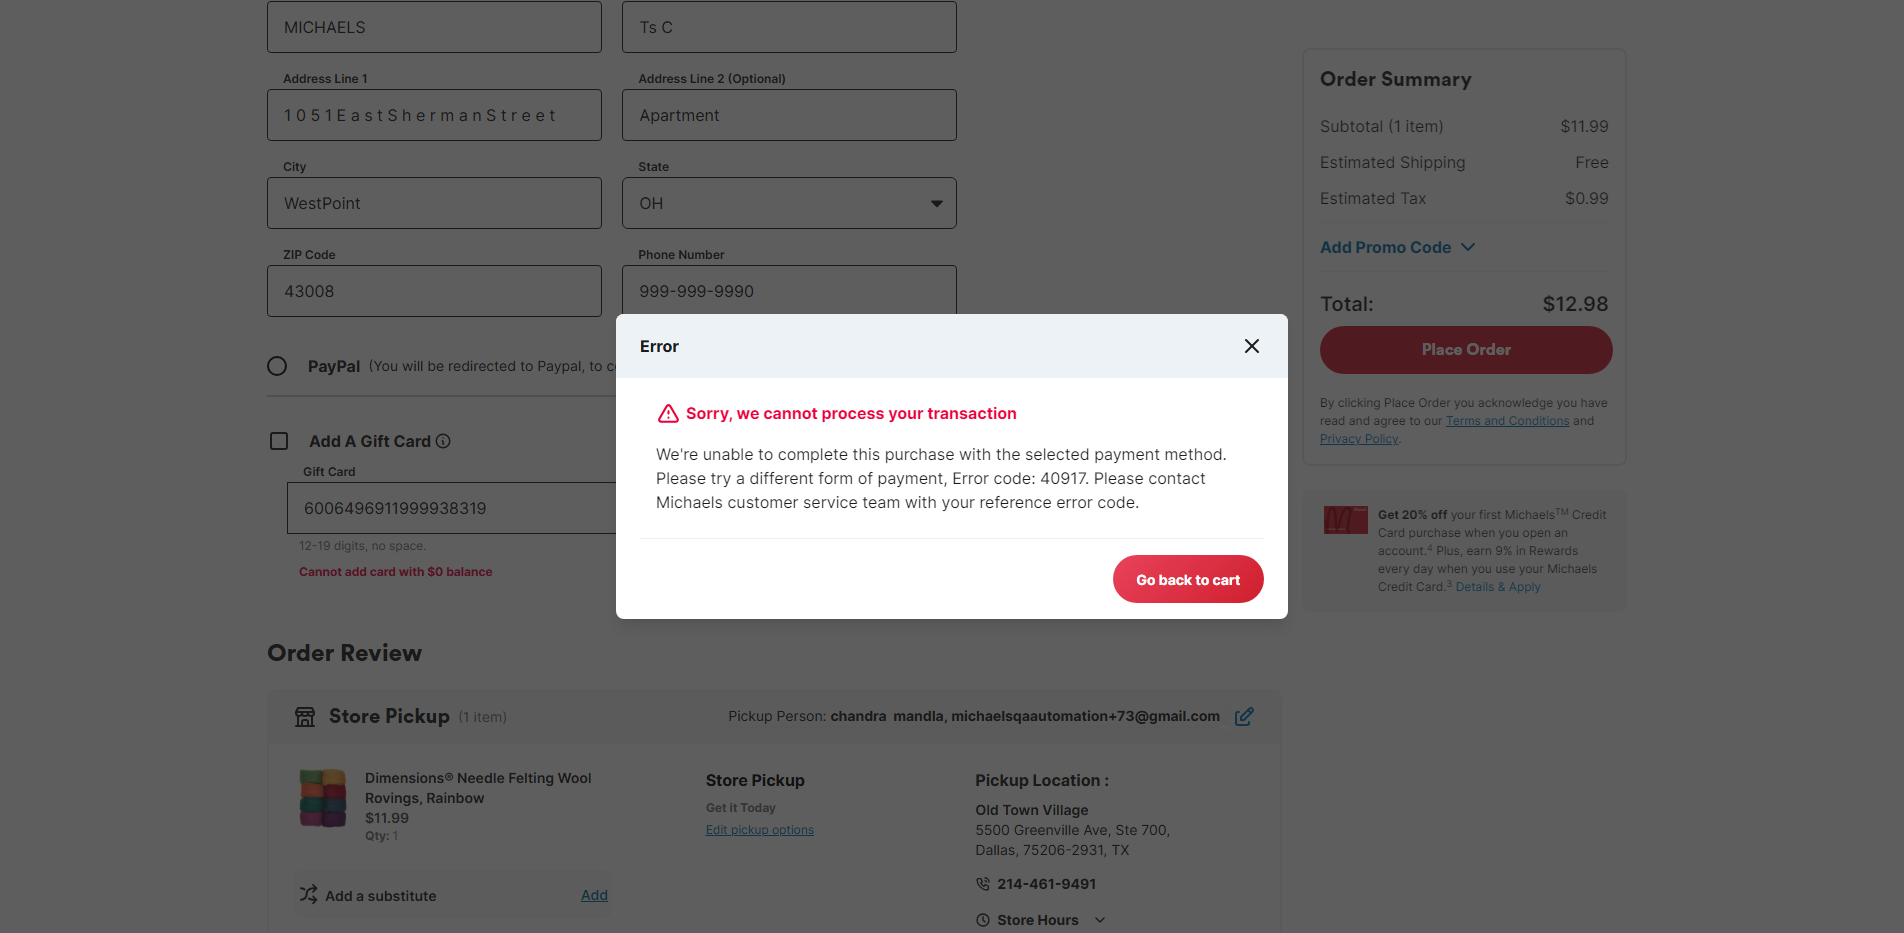 MICHAELS
Ts C
Address Line 1
Address Line 2 (Optional)
1 0 5 1 E a s t S h e r m a n S t r e e t
Apartment
City
State
WestPoint
OH
ZIP Code
Phone Number
43008
999-999-9990
PayPal (You will be redirected to Paypal, to c
Add A Gift Card
Gift Card
6006496911999938319
12-19 digits, no space.
Cannot add card with $0 balance
Error
Sorry, we cannot process your transaction
We're unable to complete this purchase with the selected payment method.
Please try a different form of payment, Error code: 40917. Please contact
Michaels customer service team with your reference error code.
Go back to cart
Order Summary
Subtotal (1 item) $11.99
Estimated Shipping Free
Estimated Tax $0.99
Add Promo Code
Total: $12.98
Place Order
By clicking Place Order you acknowledge you have
read and agree to our Terms and Conditions and
Privacy Policy.
Get 20% off your first Michaels™ Credit
Card purchase when you open an
account.⁴ Plus, earn 9% in Rewards
every day when you use your Michaels
Credit Card.³ Details & Apply
Order Review
Store Pickup (1 item)
Pickup Person: chandra mandla, michaelsqaautomation+73@gmail.com
Dimensions® Needle Felting Wool
Rovings, Rainbow
$11.99
Qty: 1
Add a substitute Add
Store Pickup
Get it Today
Edit pickup options
Pickup Location :
Old Town Village
5500 Greenville Ave, Ste 700,
Dallas, 75206-2931, TX
214-461-9491
Store Hours